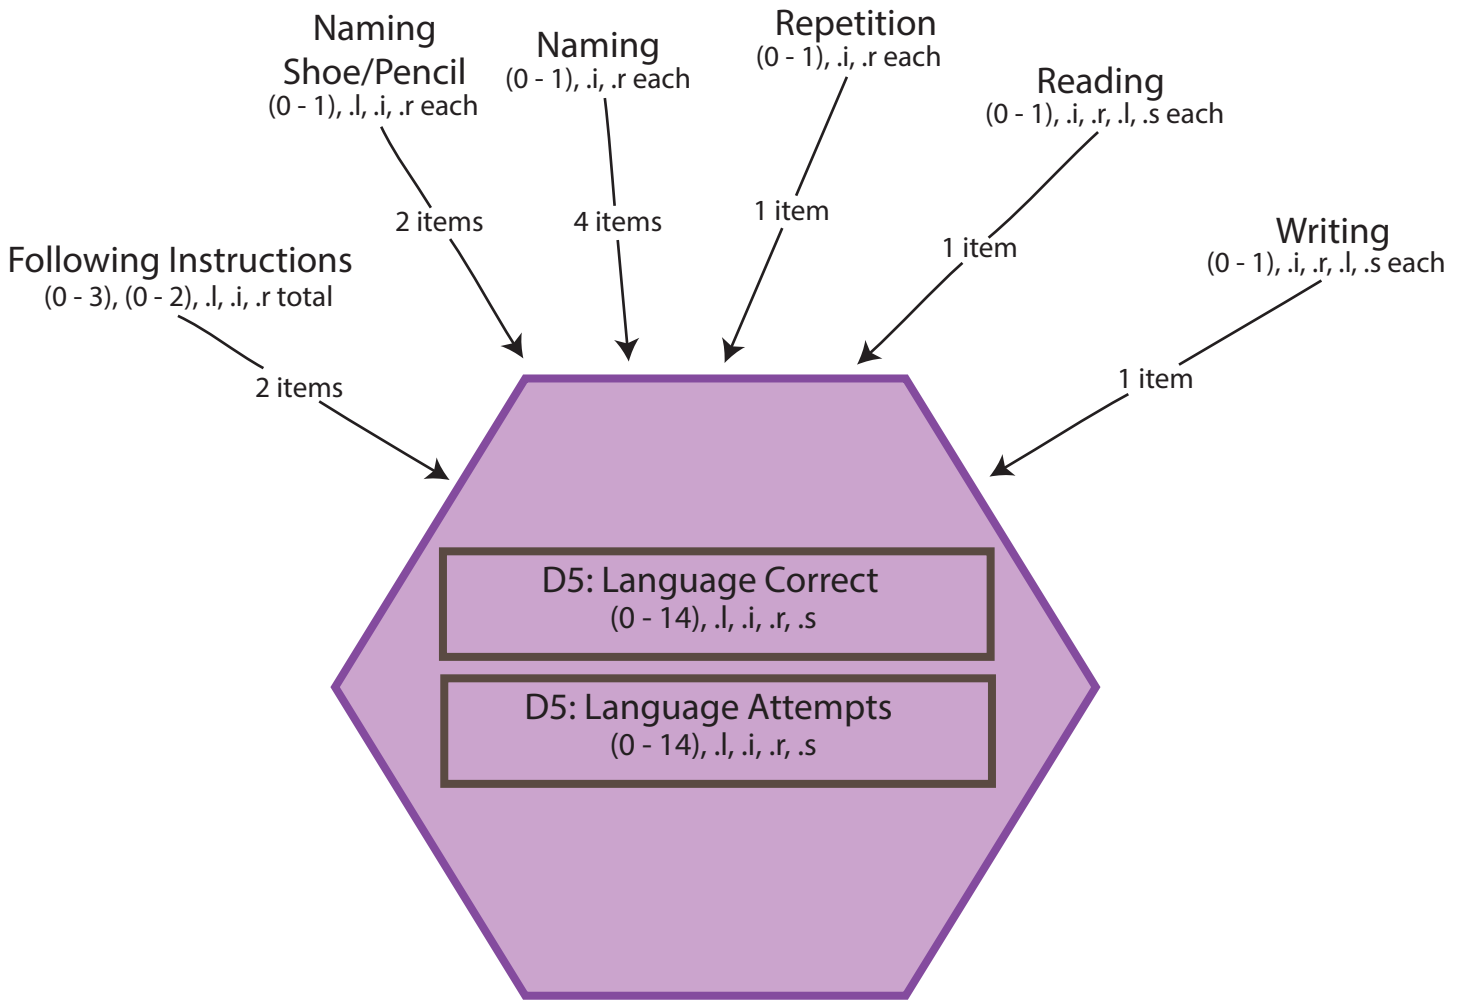 Naming
Shoe/Pencil
(0 - 1), .l, .i, .r each
Naming
(0 - 1), .i, .r each
Repetition
(0 - 1), .i, .r each
Reading
(0 - 1), .i, .r, .l, .s each
Writing
(0 - 1), .i, .r, .l, .s each
Following Instructions
(0 - 3), (0 - 2), .l, .i, .r total
2 items
2 items
4 items
1 item
1 item
1 item
D5: Language Correct
(0 - 14), .l, .i, .r, .s
D5: Language Attempts
(0 - 14), .l, .i, .r, .s